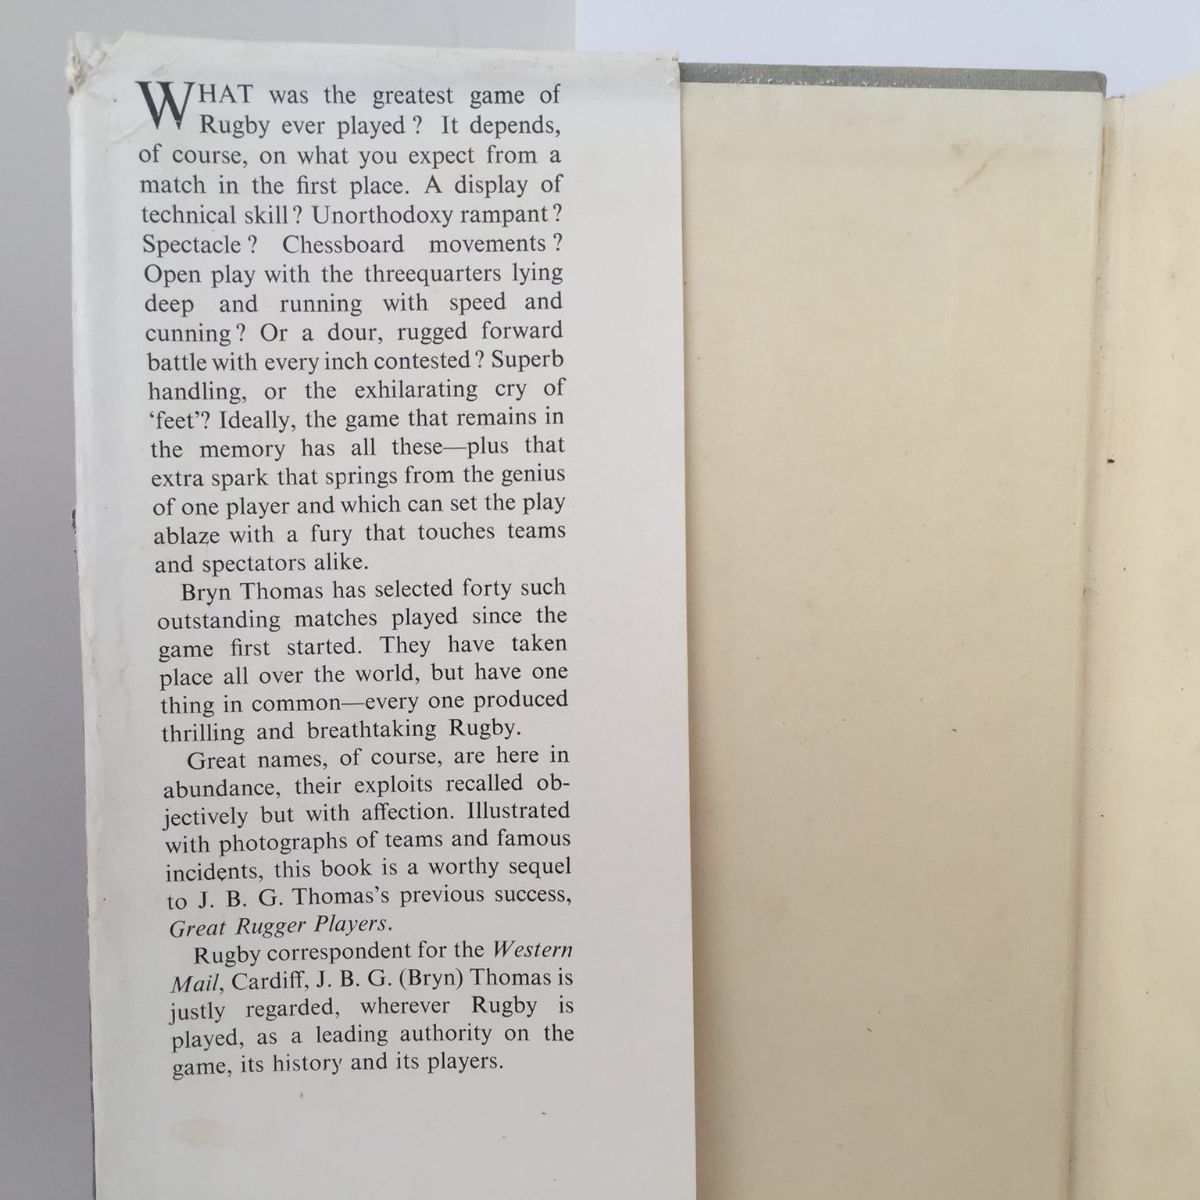 WHAT was the greatest game of
Rugby ever played? It depends,
of course, on what you expect from a
match in the first place. A display of
technical skill? Unorthodoxy rampant?
Spectacle? Chessboard movements?
Open play with the threequarters lying
deep and running with speed and
cunning? Or a dour, rugged forward
battle with every inch contested? Superb
handling, or the exhilarating cry of
‘feet’? Ideally, the game that remains in
the memory has all these—plus that
extra spark that springs from the genius
of one player and which can set the play
ablaze with a fury that touches teams
and spectators alike.
Bryn Thomas has selected forty such
outstanding matches played since the
game first started. They have taken
place all over the world, but have one
thing in common—every one produced
thrilling and breathtaking Rugby.
Great names, of course, are here in
abundance, their exploits recalled ob-
jectively but with affection. Illustrated
with photographs of teams and famous
incidents, this book is a worthy sequel
to J. B. G. Thomas’s previous success,
Great Rugger Players.
Rugby correspondent for the Western
Mail, Cardiff, J. B. G. (Bryn) Thomas is
justly regarded, wherever Rugby is
played, as a leading authority on the
game, its history and its players.